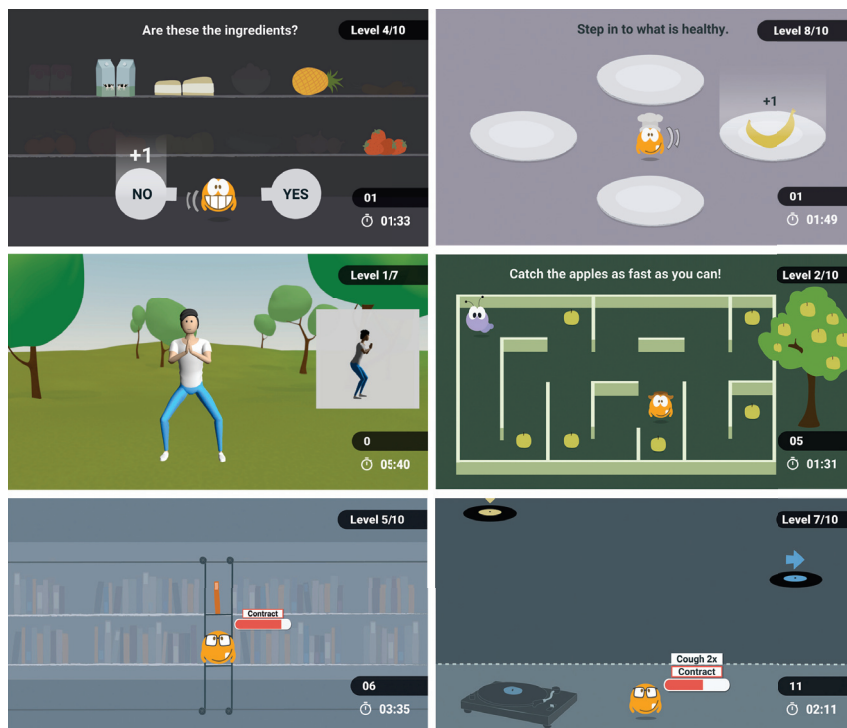 Are these the ingredients?
Level 4/10
+1
NO
YES
01
01:33
Step in to what is healthy.
Level 8/10
+1
01
01:49
Level 1/7
0
05:40
Catch the apples as fast as you can!
Level 2/10
05
01:31
Level 5/10
Contract
06
03:35
Level 7/10
Cough 2x
Contract
11
02:11